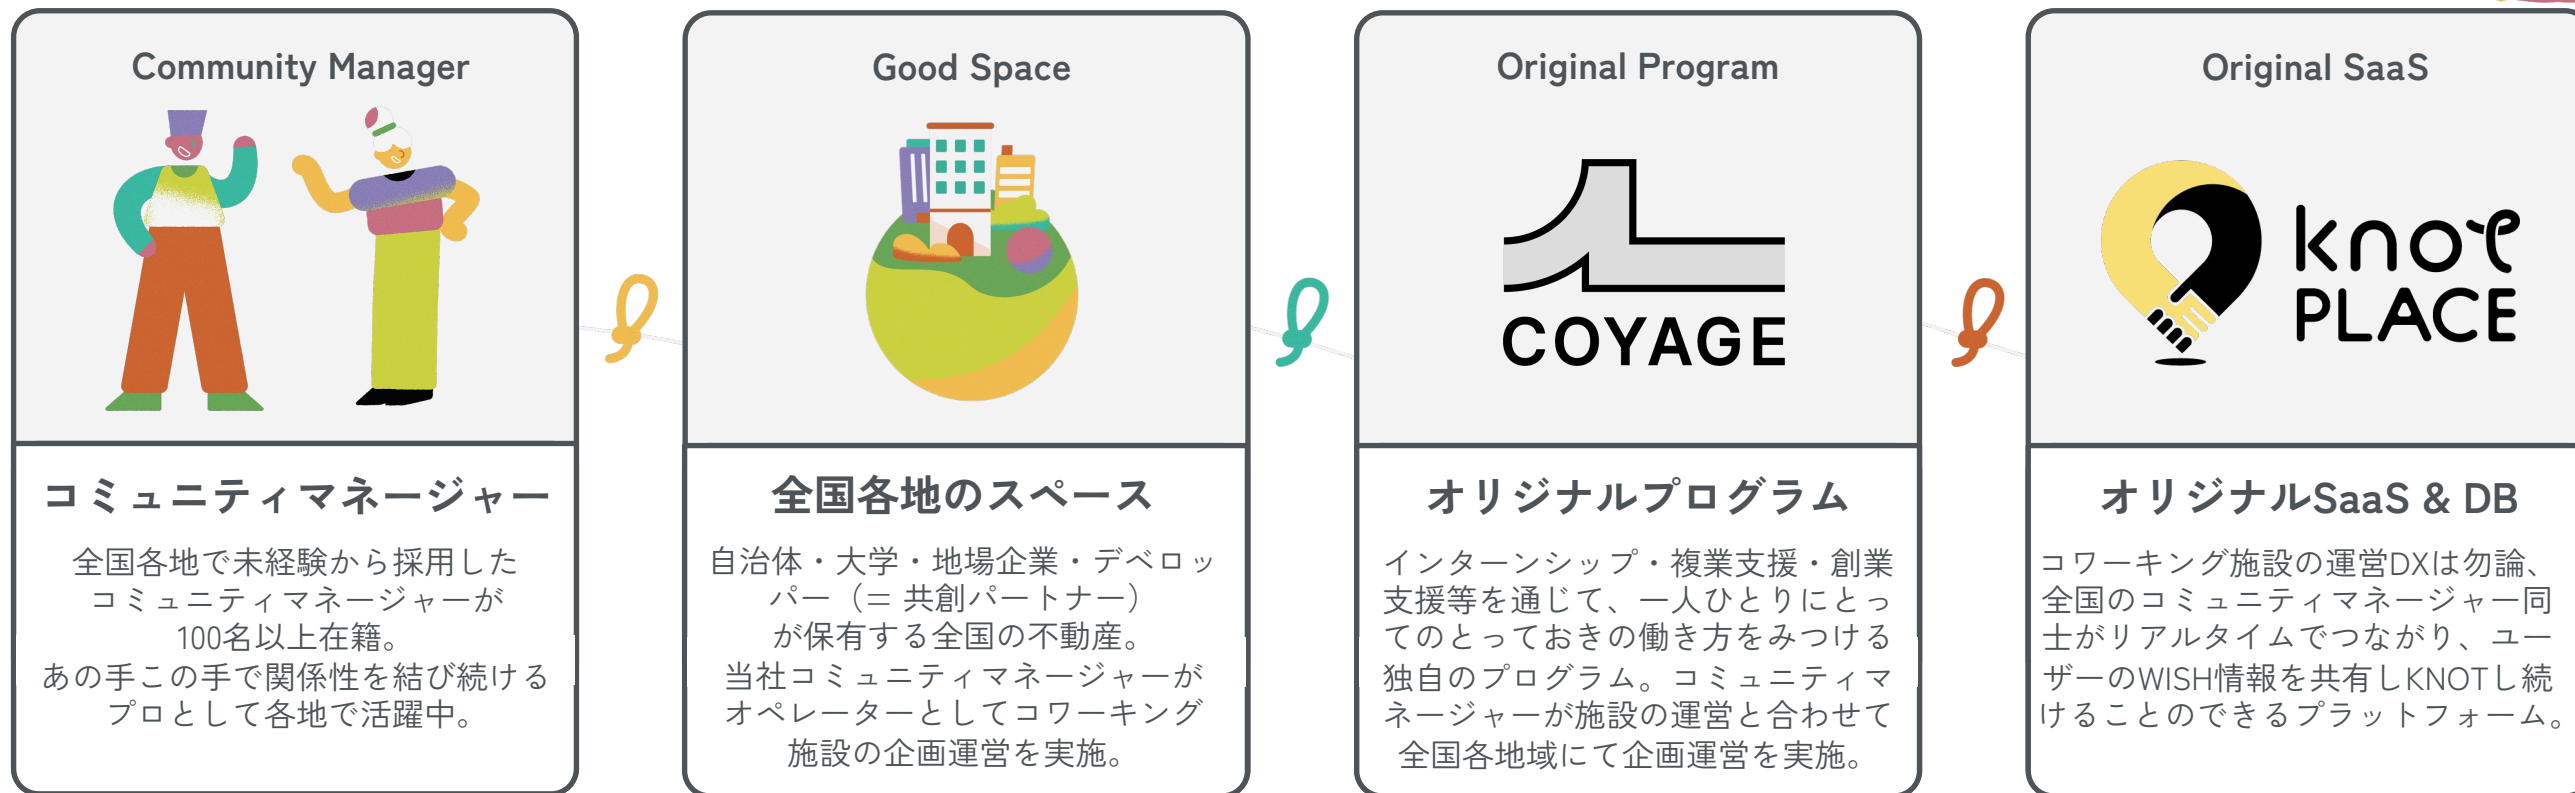 Community Manager
コミュニティマネージャー
全国各地で未経験から採用した
コミュニティマネージャーが
100名以上在籍。
あの手この手で関係性を結び続ける
プロとして各地で活躍中。
Good Space
全国各地のスペース
自治体・大学・地場企業・デベロッ
パー（= 共創パートナー）
が保有する全国の不動産。
当社コミュニティマネージャーが
オペレーターとしてコワーキング
施設の企画運営を実施。
Original Program
COYAGE
オリジナルプログラム
インターンシップ・複業支援・創業
支援等を通じて、一人ひとりにとっ
てのとっておきの働き方をみつける
独自のプログラム。コミュニティマ
ネージャーが施設の運営と合わせて
全国各地域にて企画運営を実施。
Original SaaS
knot
PLACE
オリジナルSaaS & DB
コワーキング施設の運営DXは勿論、
全国のコミュニティマネージャー同
士がリアルタイムでつながり、ユー
ザーのWISH情報を共有しKNOTし続
けることのできるプラットフォーム。